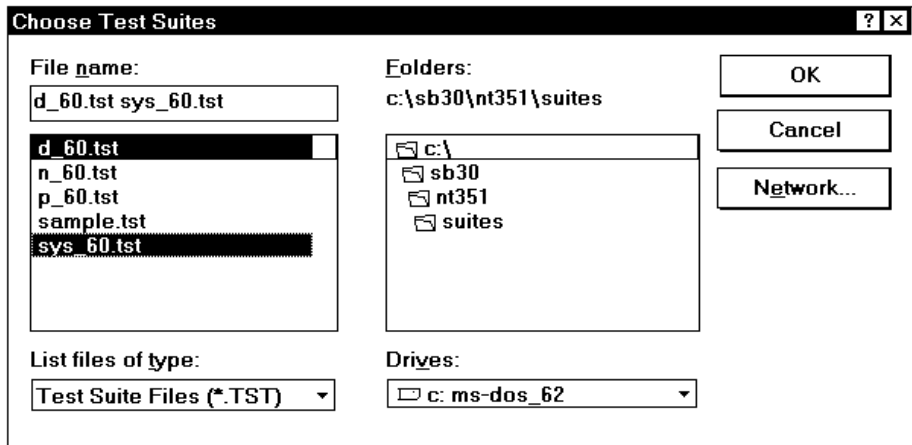 Choose Test Suites
? ×
File name:
d_60.tst sys_60.tst
d_60.tst
n_60.tst
p_60.tst
sample.tst
sys_60.tst
List files of type:
Test Suite Files (*.TST)
Folders:
c:\sb30\nt351\suites
c:\
sb30
nt351
suites
Drives:
c: ms-dos_62
OK
Cancel
Network...